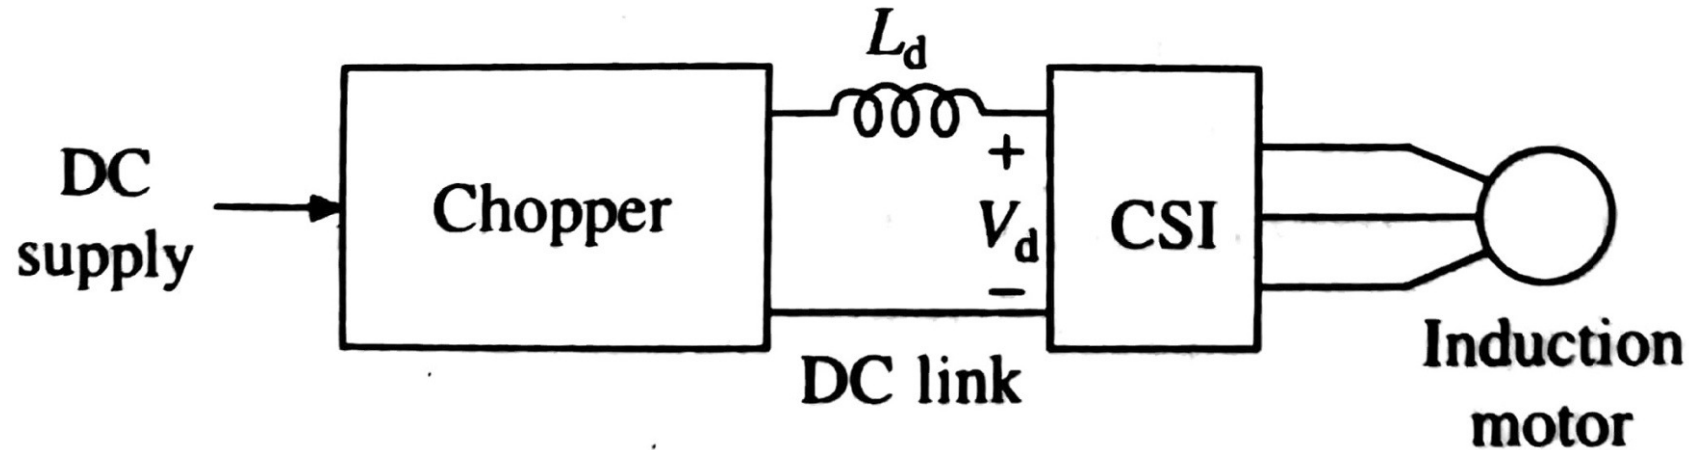 DC
supply
Chopper
Ld
+
Vd
−
DC link
CSI
Induction
motor